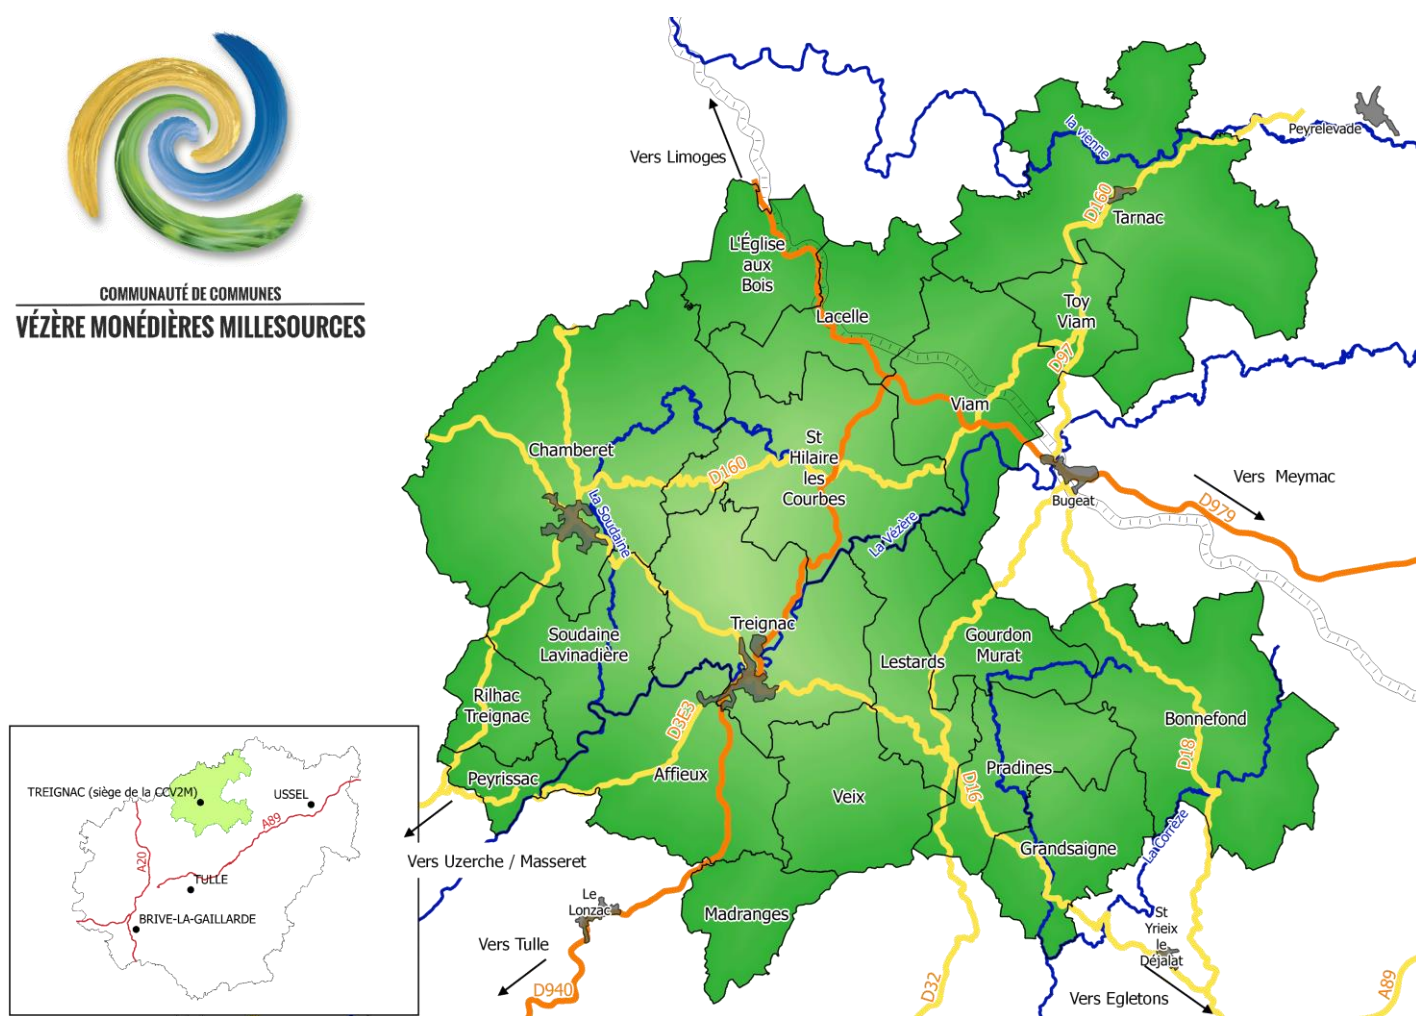 COMMUNAUTÉ DE COMMUNES
VÉZÈRE MONÉDIÈRES MILLESOURCES
Peyrelevade
la vienne
Vers Limoges
D160
Tarnac
L'Église
aux
Bois
Toy
Viam
Lacelle
D97
Viam
Chamberet
St
Hilaire
les
Courbes
D160
Vers Meymac
Bugeat
D979
La Soudaine
La Vézère
Treignac
Soudaine
Lavinadière
Gourdon
Murat
Lestards
Rilhac
Treignac
D3E3
Bonnefond
D18
Peyrissac
Affieux
Pradines
D16
Veix
Grandsaigne
La Corrèze
Vers Uzerche / Masseret
Le
Lonzac
Madranges
St
Yrieix
le
Déjalat
Vers Tulle
D940
D32
Vers Egletons
A89
TREIGNAC (siège de la CCV2M)
USSEL
A89
A20
TULLE
BRIVE-LA-GAILLARDE